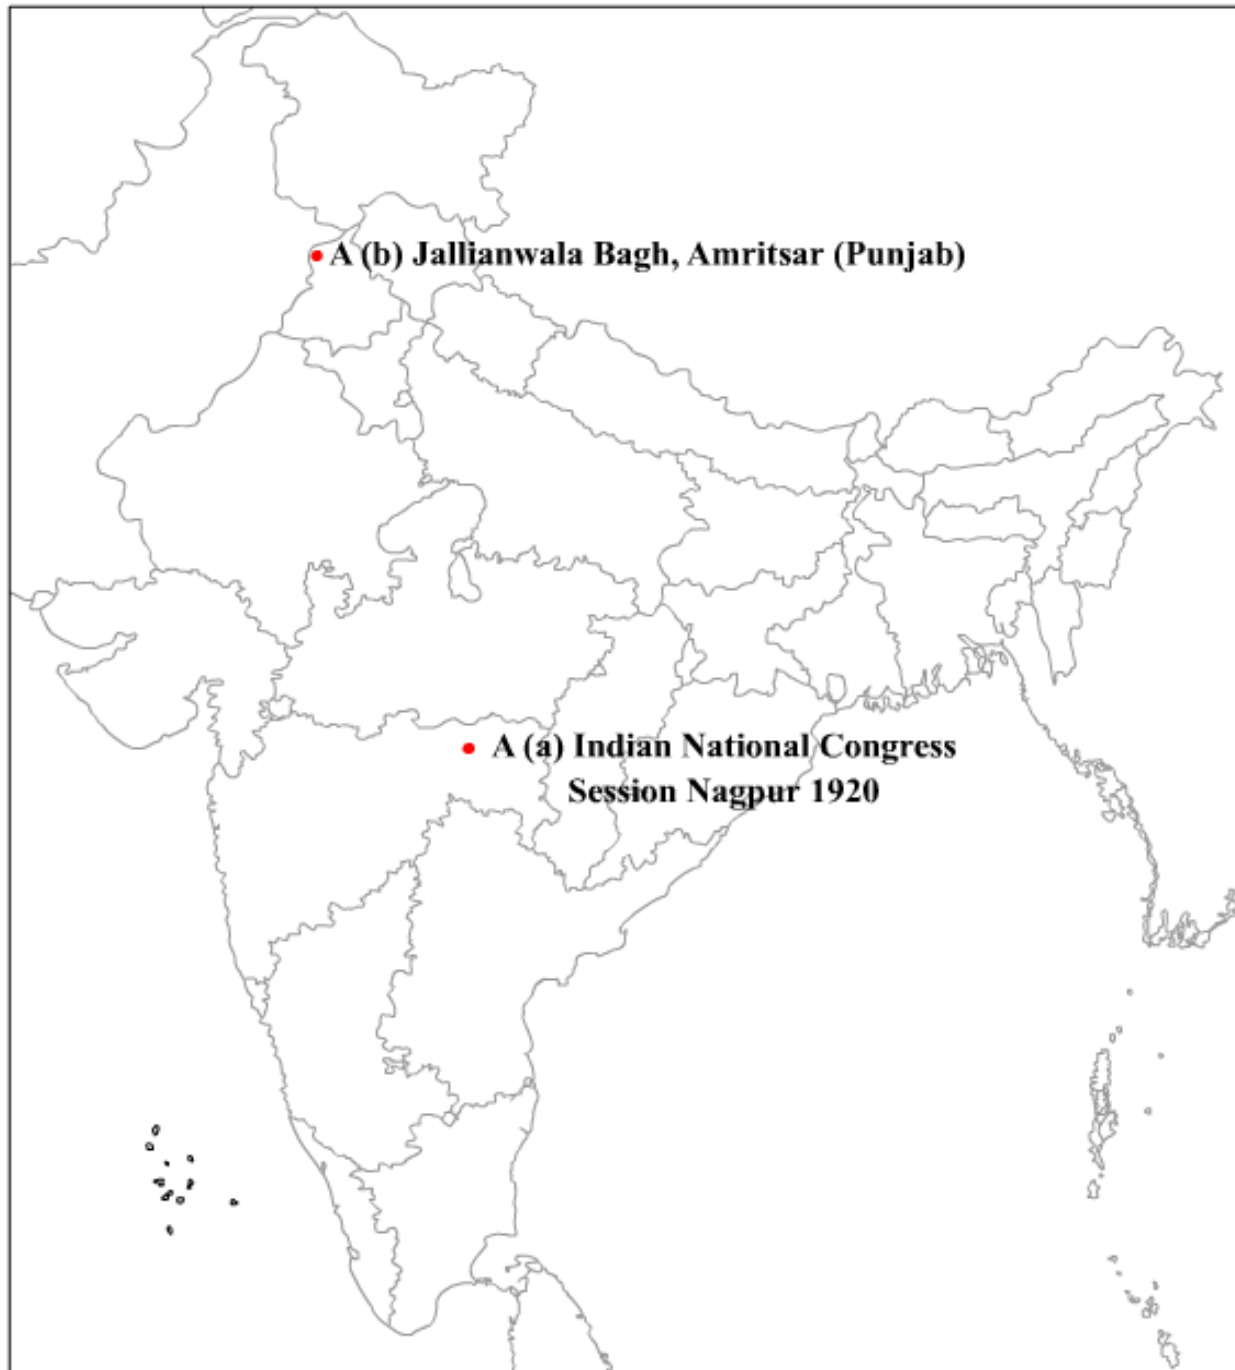 A (b) Jallianwala Bagh, Amritsar (Punjab)
A (a) Indian National Congress
Session Nagpur 1920